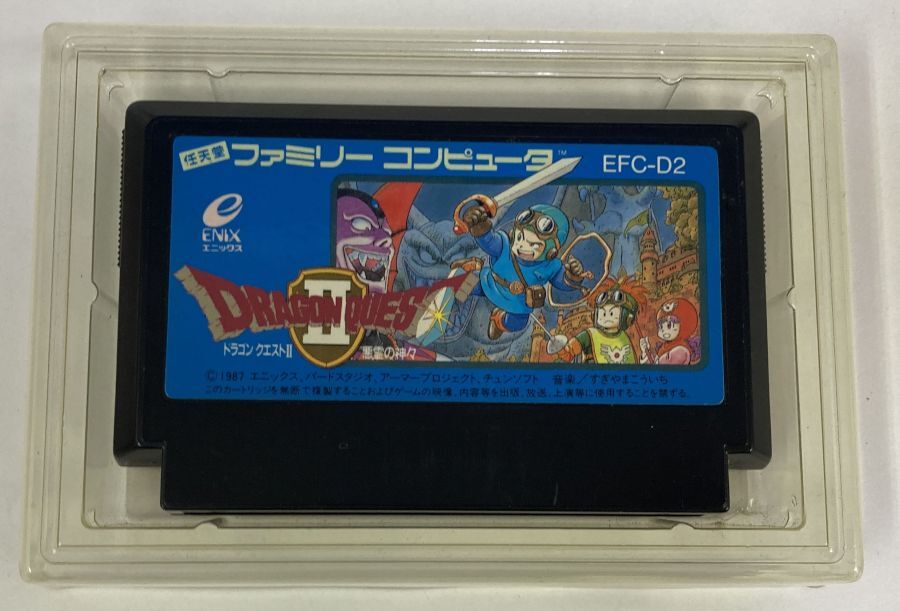 任天堂 ファミリー コンピュータ™ EFC-D2
ENIX
エニックス
DRAGON QUEST
II
ドラゴンクエストII 悪霊の神々
© 1987 エニックス、バードスタジオ、アーマープロジェクト、チュンソフト 音楽/すぎやまこういち
このカートリッジを無断で複製することおよびゲームの映像、内容等を出版、放送、上演等に使用することを禁ずる。